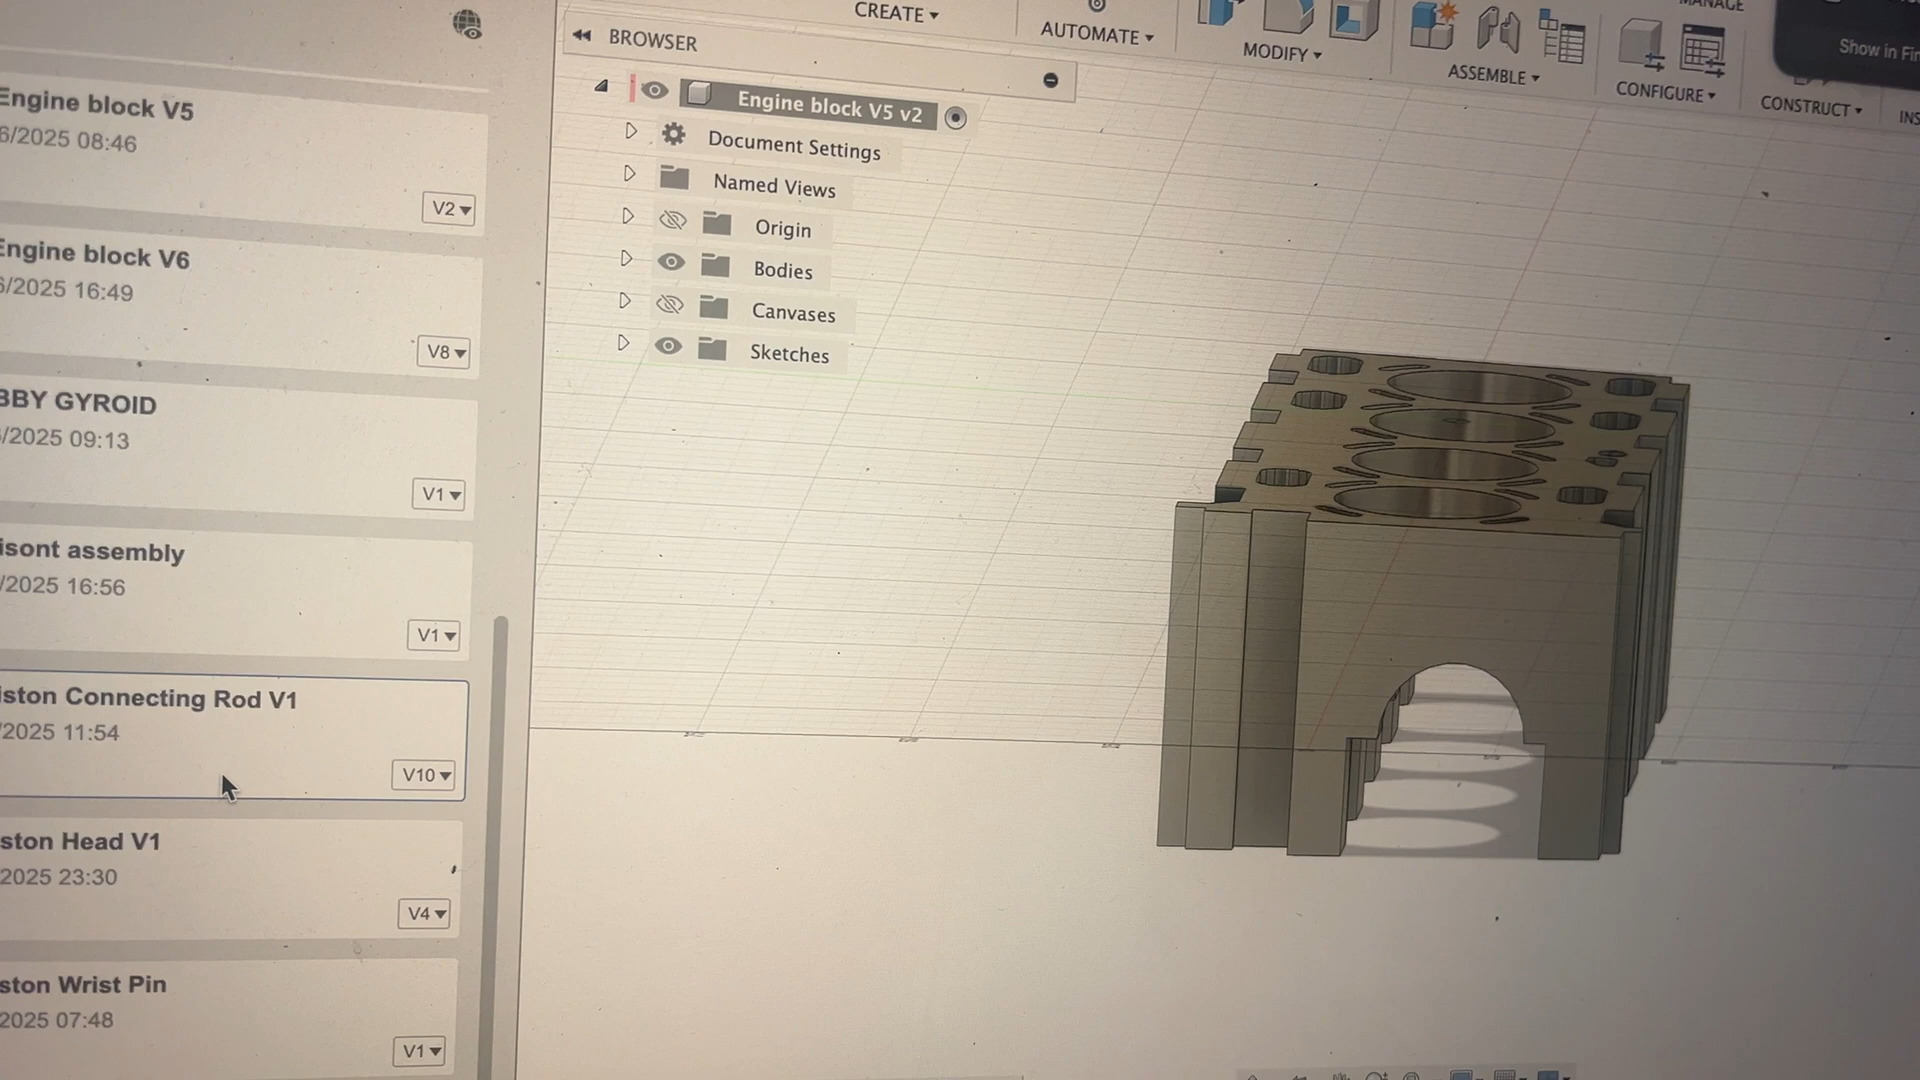 CREATE
AUTOMATE
MODIFY
ASSEMBLE
CONFIGURE
CONSTRUCT
MANAGE
Show in
BROWSER
Engine block V5 v2
Document Settings
Named Views
Origin
Bodies
Canvases
Sketches
Engine block V5
6/2025 08:46
V2
Engine block V6
6/2025 16:49
V8
BBY GYROID
/2025 09:13
V1
isont assembly
/2025 16:56
V1
iston Connecting Rod V1
/2025 11:54
V10
ston Head V1
2025 23:30
V4
ston Wrist Pin
2025 07:48
V1